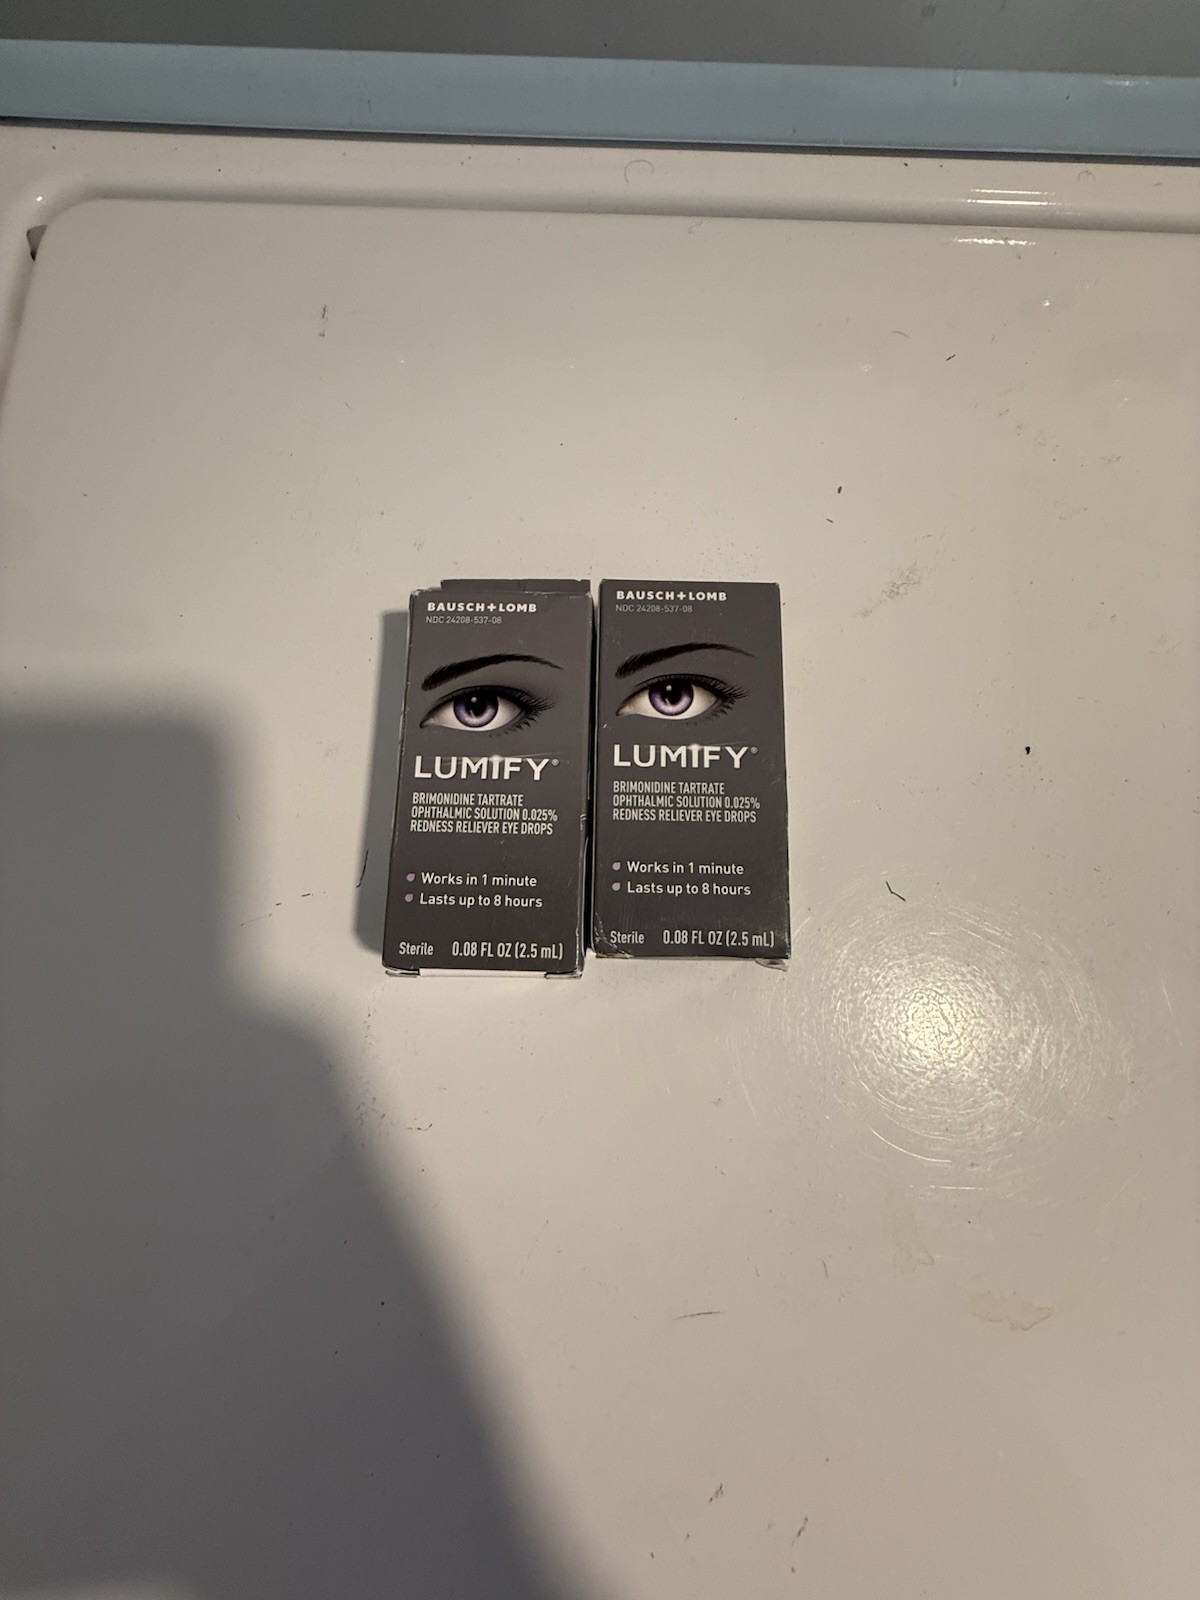 BAUSCH+LOMB
NDC 24208-537-08
LUMIFY®
BRIMONIDINE TARTRATE
OPHTHALMIC SOLUTION 0.025%
REDNESS RELIEVER EYE DROPS
Works in 1 minute
Lasts up to 8 hours
Sterile 0.08 FL OZ (2.5 mL)
BAUSCH+LOMB
NDC 24208-537-08
LUMIFY®
BRIMONIDINE TARTRATE
OPHTHALMIC SOLUTION 0.025%
REDNESS RELIEVER EYE DROPS
Works in 1 minute
Lasts up to 8 hours
Sterile 0.08 FL OZ (2.5 mL)